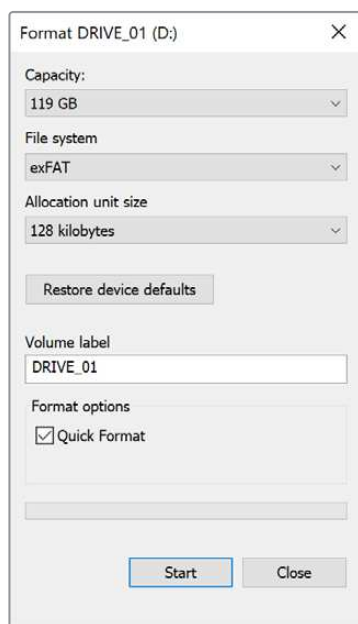 Format DRIVE_01 (D:)
Capacity:
119 GB
File system
exFAT
Allocation unit size
128 kilobytes
Restore device defaults
Volume label
DRIVE_01
Format options
Quick Format
Start Close